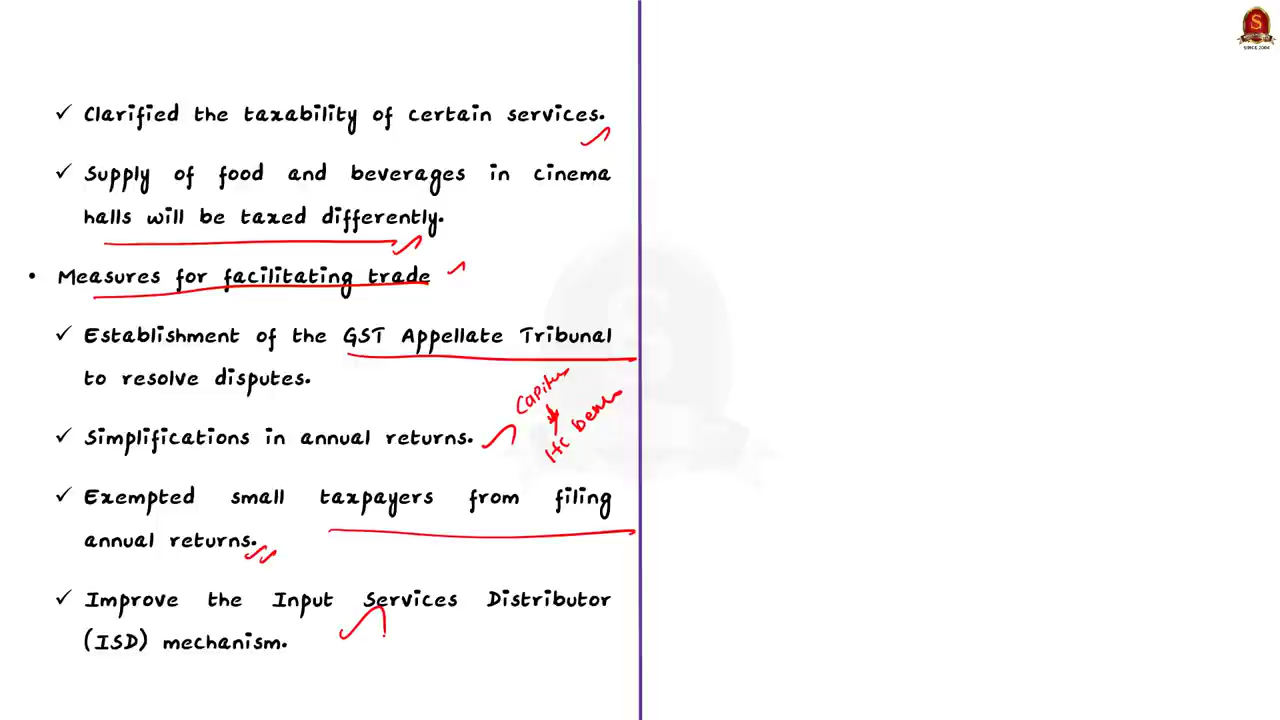 ✓ Clarified the taxability of certain services.
✓ Supply of food and beverages in cinema
halls will be taxed differently.
• Measures for facilitating trade
✓ Establishment of the GST Appellate Tribunal
to resolve disputes.
✓ Simplifications in annual returns.
✓ Exempted small taxpayers from filing
annual returns.
✓ Improve the Input Services Distributor
(ISD) mechanism.
HC
S
SINCE 2004